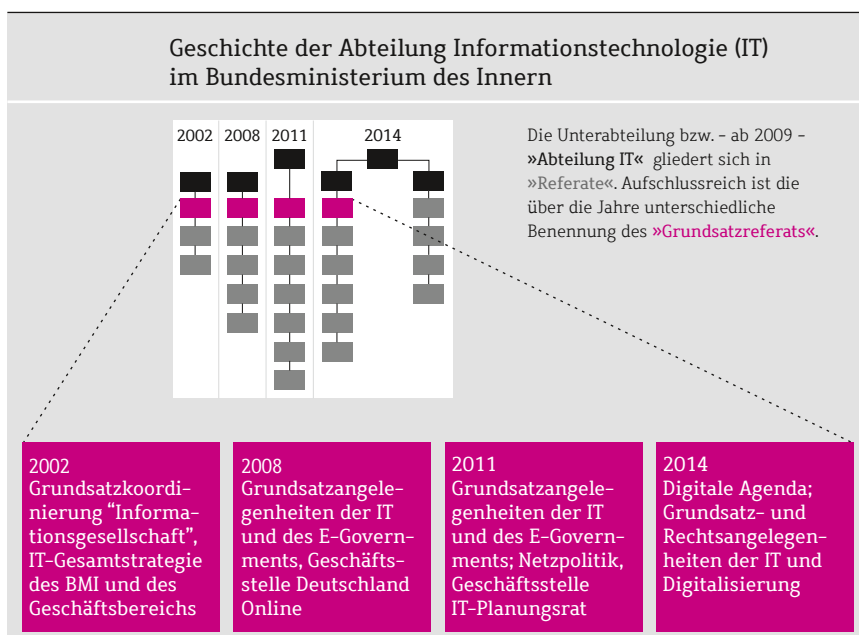 Geschichte der Abteilung Informationstechnologie (IT)
im Bundesministerium des Innern
2002 2008 2011 2014
Die Unterabteilung bzw. - ab 2009 -
»Abteilung IT« gliedert sich in
»Referate«. Aufschlussreich ist die
über die Jahre unterschiedliche
Benennung des »Grundsatzreferats«.
2002
Grundsatzkoordi-
nierung “Informa-
tionsgesellschaft”,
IT-Gesamtstrategie
des BMI und des
Geschäftsbereichs
2008
Grundsatzangele-
genheiten der IT
und des E-Govern-
ments, Geschäfts-
stelle Deutschland
Online
2011
Grundsatzangele-
genheiten der IT
und des E-Govern-
ments; Netzpolitik,
Geschäftsstelle
IT-Planungsrat
2014
Digitale Agenda;
Grundsatz- und
Rechtsangelegen-
heiten der IT und
Digitalisierung